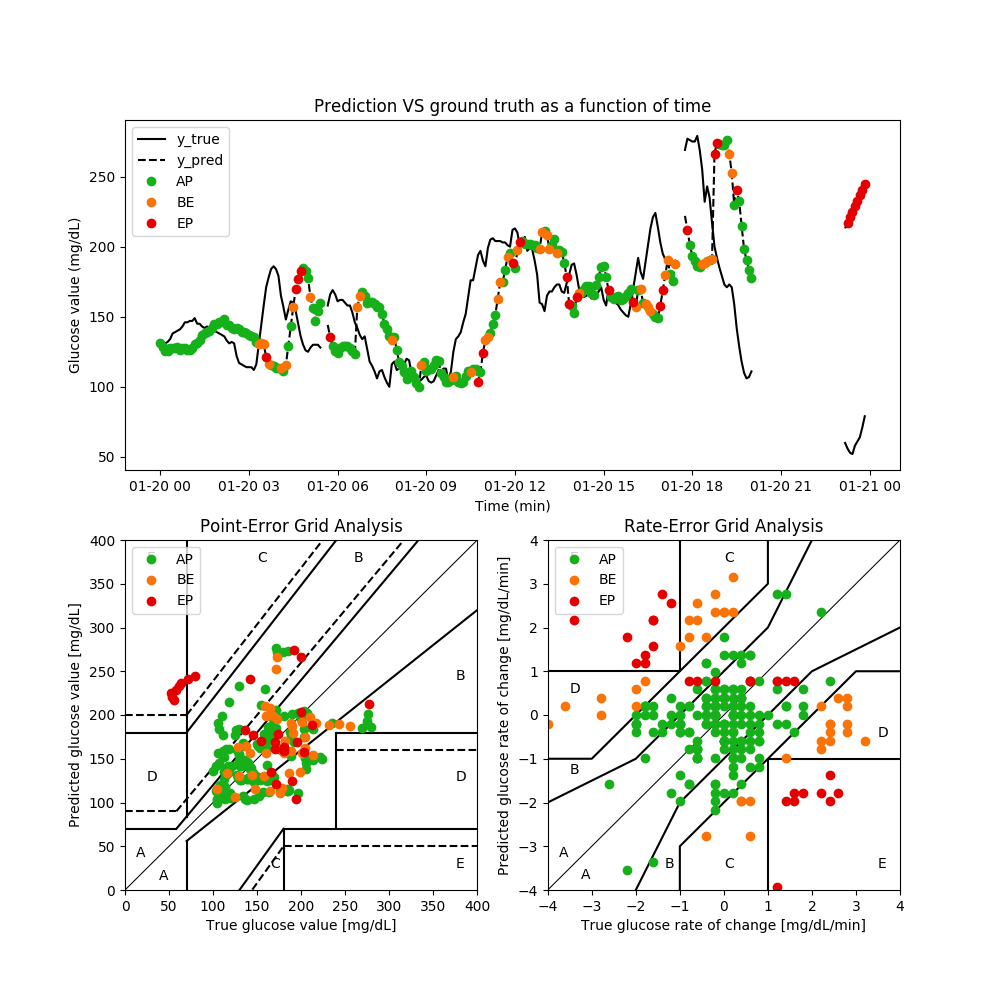 Prediction VS ground truth as a function of time
y_true
y_pred
AP
BE
EP
Glucose value (mg/dL)
250
200
150
100
50
01-20 00 01-20 03 01-20 06 01-20 09 01-20 12 01-20 15 01-20 18 01-20 21 01-21 00
Time (min)
Point-Error Grid Analysis
AP
BE
EP
C
B
B
D
D
A
A
C
E
Predicted glucose value [mg/dL]
400
350
300
250
200
150
100
50
0
0 50 100 150 200 250 300 350 400
True glucose value [mg/dL]
Rate-Error Grid Analysis
AP
BE
EP
C
D
D
B
A
A
B
C
E
Predicted glucose rate of change [mg/dL/min]
4
3
2
1
0
−1
−2
−3
−4
−4 −3 −2 −1 0 1 2 3 4
True glucose rate of change [mg/dL/min]